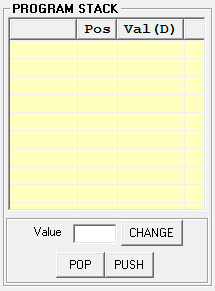 PROGRAM STACK
Pos Val(D)
Value CHANGE
POP PUSH